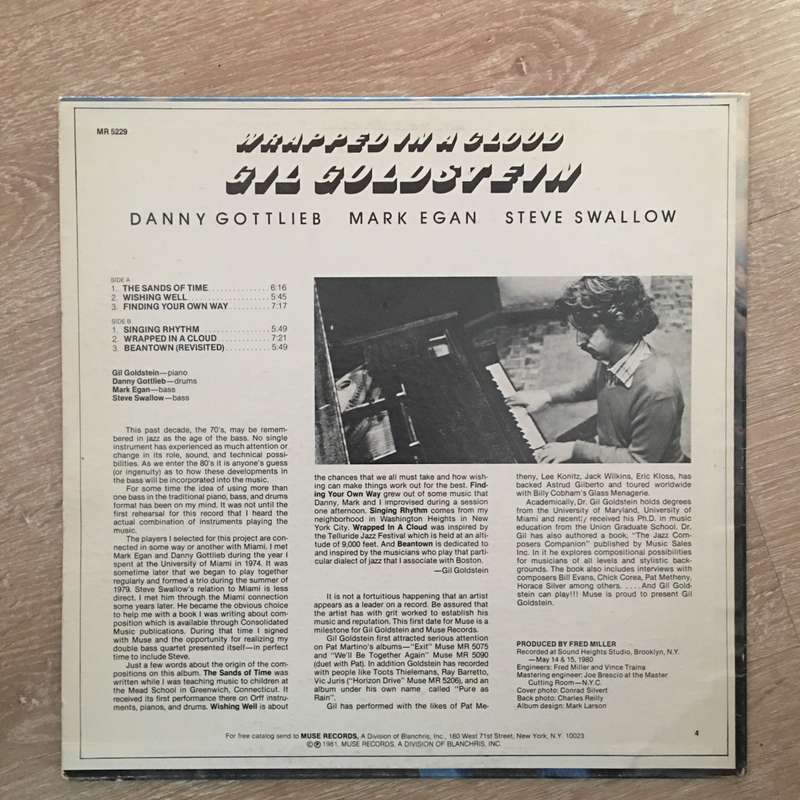 MR 5229
WRAPPED IN A CLOUD
GIL GOLDSTEIN
DANNY GOTTLIEB MARK EGAN STEVE SWALLOW
SIDE A
1. THE SANDS OF TIME . . . . . . . . . . . 6:16
2. WISHING WELL . . . . . . . . . . . . . . . 5:45
3. FINDING YOUR OWN WAY . . . . . . . . . 7:17
SIDE B
1. SINGING RHYTHM . . . . . . . . . . . . . 5:49
2. WRAPPED IN A CLOUD . . . . . . . . . . 7:21
3. BEANTOWN (REVISITED) . . . . . . . . . 5:49
Gil Goldstein—piano
Danny Gottlieb—drums
Mark Egan—bass
Steve Swallow—bass
This past decade, the 70's, may be remem-
bered in jazz as the age of the bass. No single
instrument has experienced as much attention or
change in its role, sound, and technical possi-
bilities. As we enter the 80's it is anyone's guess
(or ingenuity) as to how these developments in
the bass will be incorporated into the music.
For some time the idea of using more than
one bass in the traditional piano, bass, and drums
format has been on my mind. It was not until the
first rehearsal for this record that I heard the
actual combination of instruments playing the
music.
The players I selected for this project are con-
nected in some way or another with Miami. I met
Mark Egan and Danny Gottlieb during the year I
spent at the University of Miami in 1974. It was
sometime later that we began to play together
regularly and formed a trio during the summer of
1979. Steve Swallow's relation to Miami is less
direct. I met him through the Miami connection
some years later. He became the obvious choice
to help me with a book I was writing about com-
position which is available through Consolidated
Music publications. During that time I signed
with Muse and the opportunity for realizing my
double bass quartet presented itself—in perfect
time to include Steve.
Just a few words about the origin of the com-
positions on this album. The Sands of Time was
written while I was teaching music to children at
the Mead School in Greenwich, Connecticut. It
received its first performance there on Orff instru-
ments, pianos, and drums. Wishing Well is about
the chances that we all must take and how wish-
ing can make things work out for the best. Find-
ing Your Own Way grew out of some music that
Danny, Mark and I improvised during a session
one afternoon. Singing Rhythm comes from my
neighborhood in Washington Heights in New
York City. Wrapped In A Cloud was inspired by
the Telluride Jazz Festival which is held at an alti-
tude of 9,000 feet. And Beantown is dedicated to
and inspired by the musicians who play that parti-
cular dialect of jazz that I associate with Boston.
—Gil Goldstein
It is not a fortuitious happening that an artist
appears as a leader on a record. Be assured that
the artist has with grit worked to establish his
music and reputation. This first date for Muse is a
milestone for Gil Goldstein and Muse Records.
Gil Goldstein first attracted serious attention
on Pat Martino's albums—"Exit" Muse MR 5075
and "We'll Be Together Again" Muse MR 5090
(duet with Pat). In addition Goldstein has recorded
with people like Toots Thielemans, Ray Barretto,
Vic Juris ("Horizon Drive" Muse MR 5206), and an
album under his own name called "Pure as
Rain".
Gil has performed with the likes of Pat Me-
theny, Lee Konitz, Jack Wilkins, Eric Kloss, has
backed Astrud Gilberto and toured worldwide
with Billy Cobham's Glass Menagerie.
Academically, Dr. Gil Goldstein holds degrees
from the University of Maryland, University of
Miami and recently received his Ph.D. in music
education from the Union Graduate School. Dr.
Gil has also authored a book, "The Jazz Com-
posers Companion" published by Music Sales
Inc. In it he explores compositional possibilities
for musicians of all levels and stylistic back-
grounds. The book also includes interviews with
composers Bill Evans, Chick Corea, Pat Metheny,
Horace Silver among others. . . . .And Gil Gold-
stein can play!!! Muse is proud to present Gil
Goldstein.
PRODUCED BY FRED MILLER
Recorded at Sound Heights Studio, Brooklyn, N.Y.
—May 14 & 15, 1980
Engineers: Fred Miller and Vince Traina
Mastering engineer: Joe Brescio at the Master
Cutting Room—N.Y.C.
Cover photo: Conrad Silvert
Back photo: Charles Reilly
Album design: Mark Larson
For free catalog send to MUSE RECORDS, A Division of Blanchris, Inc., 160 West 71st Street, New York, N.Y. 10023
©℗ 1981, MUSE RECORDS, A DIVISION OF BLANCHRIS, INC.
4